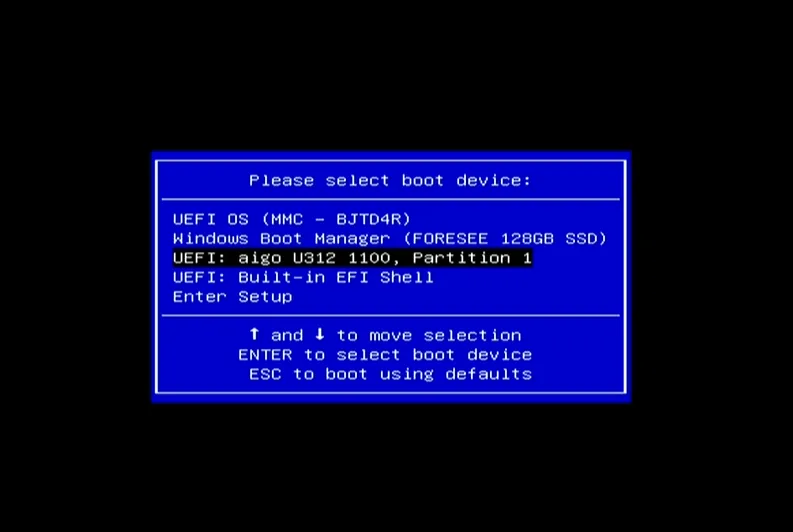 Please select boot device:
UEFI OS (MMC - BJTD4R)
Windows Boot Manager (FORESEE 128GB SSD)
UEFI: aigo U312 1100, Partition 1
UEFI: Built-in EFI Shell
Enter Setup
↑ and ↓ to move selection
ENTER to select boot device
ESC to boot using defaults